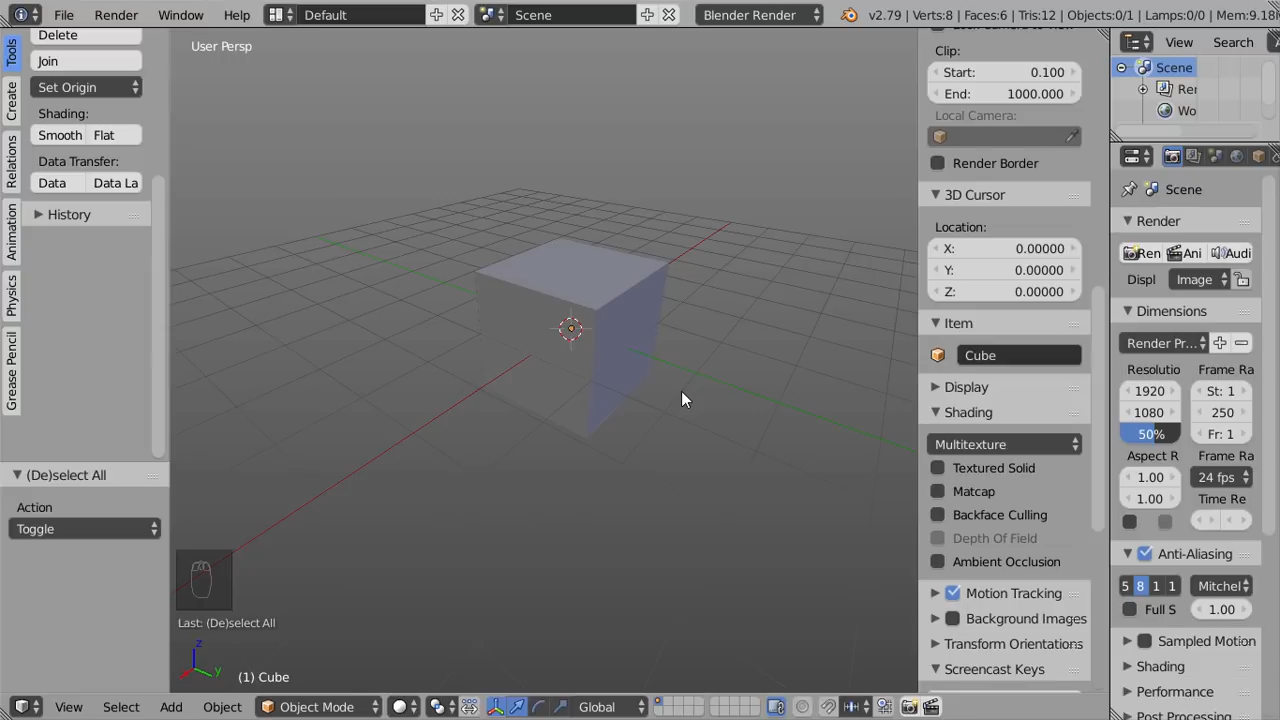 File Render Window Help Default Scene Blender Render v2.79 | Verts:8 | Faces:6 | Tris:12 | Objects:0/1 | Lamps:0/0 | Mem:9.18
Tools
Create
Relations
Animation
Physics
Grease Pencil
Delete
Join
Set Origin
Shading:
Smooth Flat
Data Transfer:
Data Data La
History
(De)select All
Action
Toggle
User Persp
Last: (De)select All
z
y
(1) Cube
View Select Add Object Object Mode Global
Clip:
Start: 0.100
End: 1000.000
Local Camera:
Render Border
3D Cursor
Location:
X: 0.00000
Y: 0.00000
Z: 0.00000
Item
Cube
Display
Shading
Multitexture
Textured Solid
Matcap
Backface Culling
Depth Of Field
Ambient Occlusion
Motion Tracking
Background Images
Transform Orientations
Screencast Keys
View Search
Scene
Rer
Wo
Scene
Render
Ren Ani Audi
Displ Image
Dimensions
Render Pr...
Resolutio Frame Ra
1920 St: 1
1080 250
50% Fr: 1
Aspect R Frame Ra
1.00 24 fps
1.00 Time Re
Anti-Aliasing
5 8 1 1 Mitchel
Full S 1.00
Sampled Motion
Shading
Performance